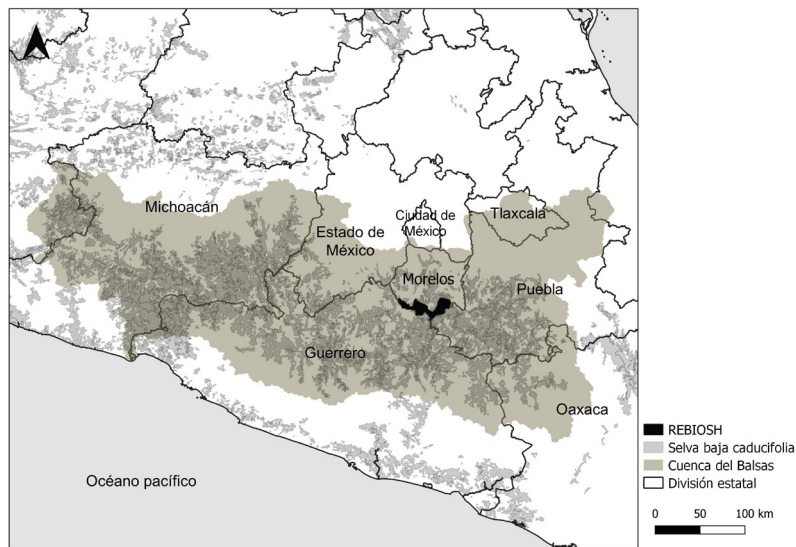 Michoacán
Estado de
México
Ciudad de
México
Tlaxcala
Morelos
Puebla
Guerrero
Oaxaca
Océano pacífico
REBIOSH
Selva baja caducifolia
Cuenca del Balsas
División estatal
0 50 100 km